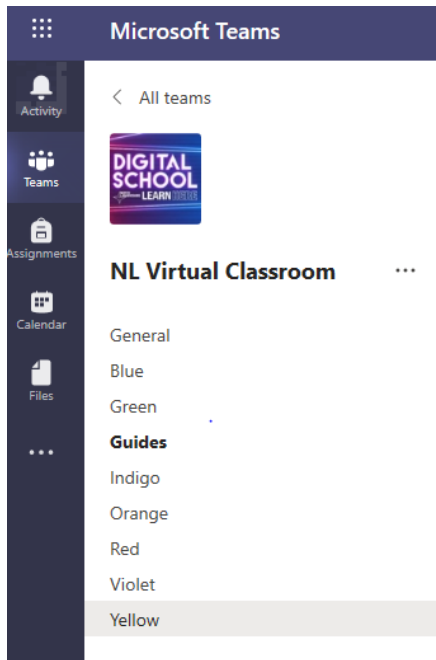 Microsoft Teams
Activity
Teams
Assignments
Calendar
Files
All teams
DIGITAL
SCHOOL
LEARN HERE
NL Virtual Classroom
General
Blue
Green
Guides
Indigo
Orange
Red
Violet
Yellow